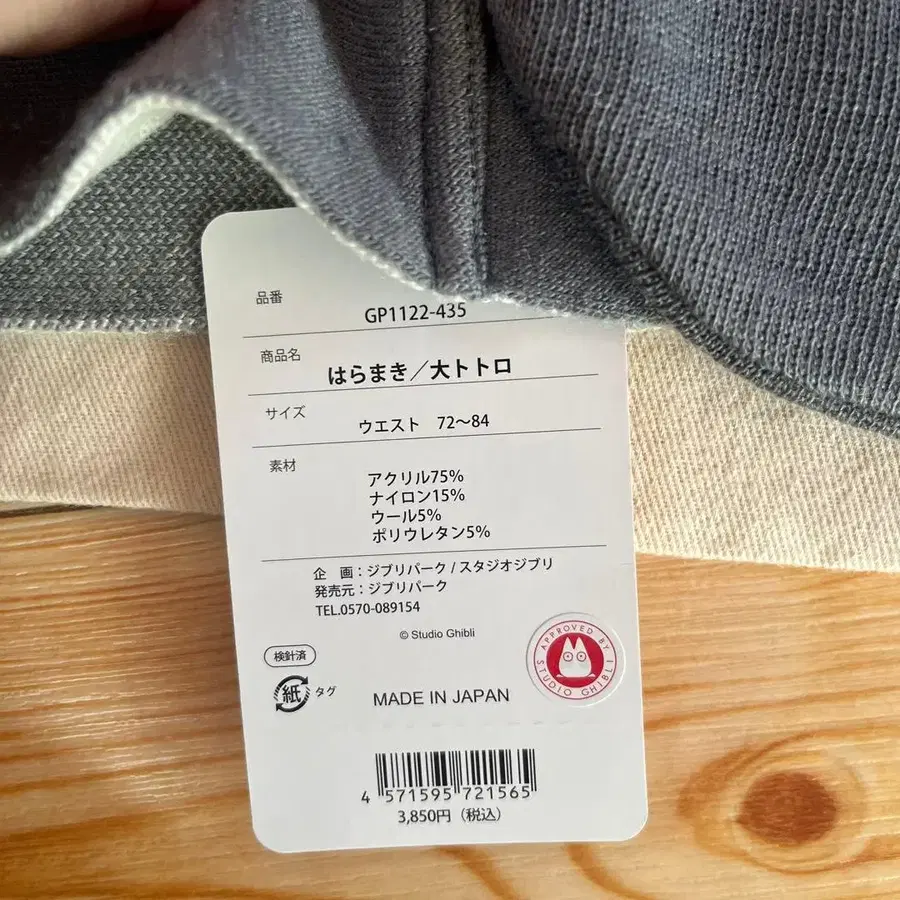 品番
GP1122-435
商品名
はらまき／大トトロ
サイズ
ウエスト　72〜84
素材
アクリル75%
ナイロン15%
ウール5%
ポリウレタン5%
企　画：ジブリパーク / スタジオジブリ
発売元：ジブリパーク
TEL.0570-089154
© Studio Ghibli
APPROVED BY STUDIO GHIBLI
検針済
紙 タグ
MADE IN JAPAN
4 571595 721565
3,850円（税込）